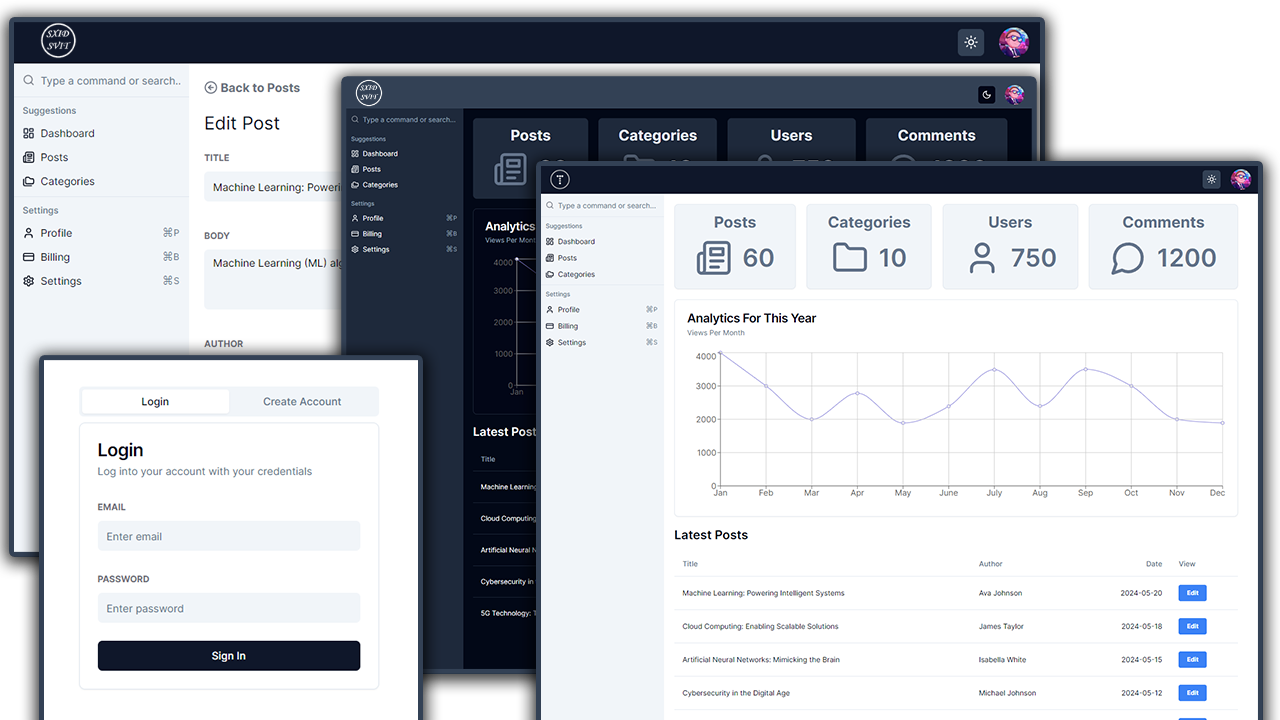 SXID
SVIT
Type a command or search..
Suggestions
Dashboard
Posts
Categories
Settings
Profile ⌘P
Billing ⌘B
Settings ⌘S
Back to Posts
Edit Post
TITLE
Machine Learning: Poweri
BODY
Machine Learning (ML) alg
AUTHOR
SXID
SVIT
Type a command or search...
Suggestions
Dashboard
Posts
Categories
Settings
Profile ⌘P
Billing ⌘B
Settings ⌘S
Posts
Categories
Users
Comments
Analytics
Views Per Mont
4000
3000
2000
1000
0
Jan
Latest Post
Title
Machine Learning
Cloud Computing
Artificial Neural N
Cybersecurity in
5G Technology: T
Login Create Account
Login
Log into your account with your credentials
EMAIL
Enter email
PASSWORD
Enter password
Sign In
T
Type a command or search...
Suggestions
Dashboard
Posts
Categories
Settings
Profile ⌘P
Billing ⌘B
Settings ⌘S
Posts
60
Categories
10
Users
750
Comments
1200
Analytics For This Year
Views Per Month
4000
3000
2000
1000
0
Jan Feb Mar Apr May June July Aug Sep Oct Nov Dec
Latest Posts
Title Author Date View
Machine Learning: Powering Intelligent Systems Ava Johnson 2024-05-20 Edit
Cloud Computing: Enabling Scalable Solutions James Taylor 2024-05-18 Edit
Artificial Neural Networks: Mimicking the Brain Isabella White 2024-05-15 Edit
Cybersecurity in the Digital Age Michael Johnson 2024-05-12 Edit